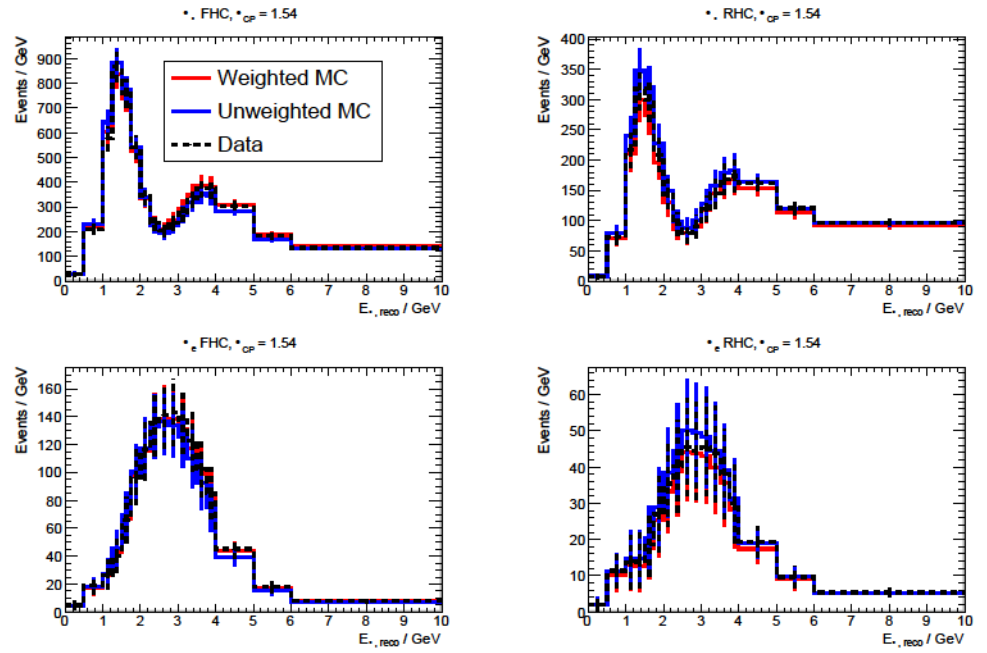 •. FHC, •CP = 1.54
Events / GeV
900
800
700
600
500
400
300
200
100
0
Weighted MC
Unweighted MC
Data
0 1 2 3 4 5 6 7 8 9 10
E•, reco / GeV
•. RHC, •CP = 1.54
Events / GeV
400
350
300
250
200
150
100
50
0
0 1 2 3 4 5 6 7 8 9 10
E•, reco / GeV
•e FHC, •CP = 1.54
Events / GeV
160
140
120
100
80
60
40
20
0
0 1 2 3 4 5 6 7 8 9 10
E•, reco / GeV
•e RHC, •CP = 1.54
Events / GeV
60
50
40
30
20
10
0
0 1 2 3 4 5 6 7 8 9 10
E•, reco / GeV